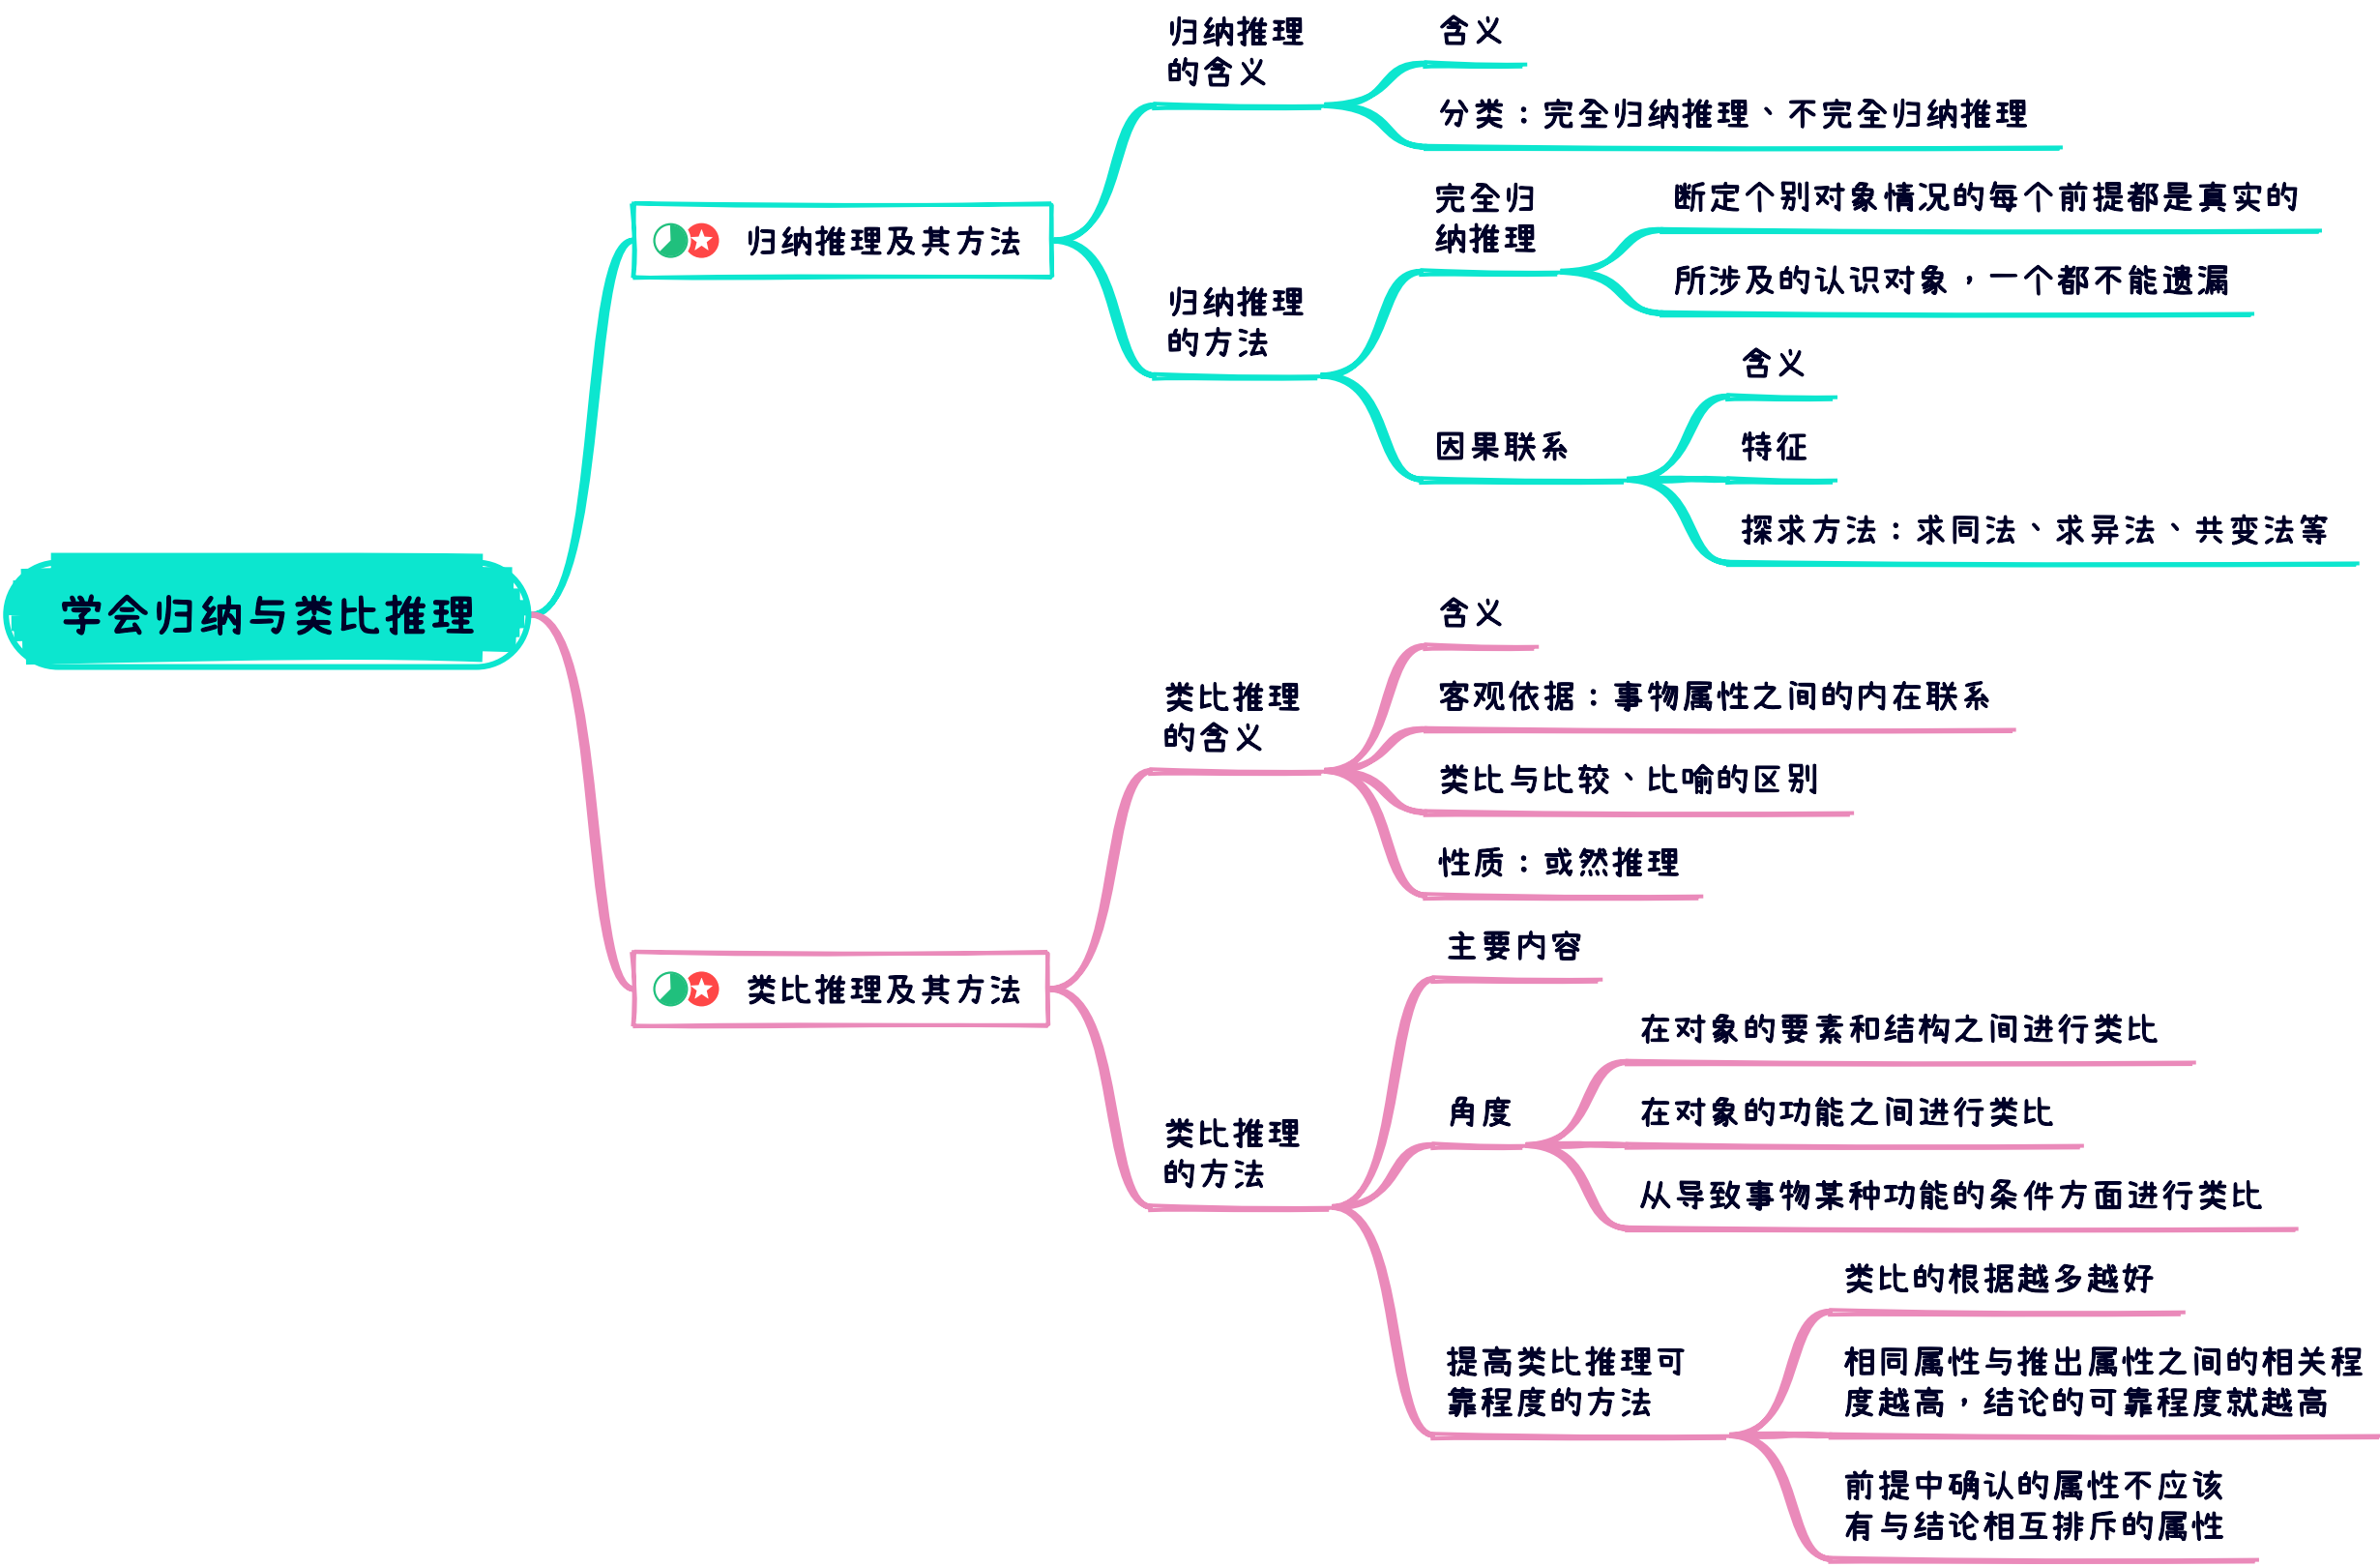 学会归纳与类比推理
归纳推理及其方法
归纳推理
的含义
含义
分类：完全归纳推理、不完全归纳推理
归纳推理
的方法
完全归
纳推理
断定个别对象情况的每个前提都是真实的
所涉及的认识对象，一个都不能遗漏
因果联系
含义
特征
探求方法：求同法、求异法、共变法等
类比推理及其方法
类比推理
的含义
含义
客观依据：事物属性之间的内在联系
类比与比较、比喻的区别
性质：或然推理
类比推理
的方法
主要内容
角度
在对象的要素和结构之间进行类比
在对象的功能之间进行类比
从导致事物某种功能的条件方面进行类比
提高类比推理可
靠程度的方法
类比的根据越多越好
相同属性与推出属性之间的相关程
度越高，结论的可靠程度就越高
前提中确认的属性不应该
有与结论相互排斥的属性